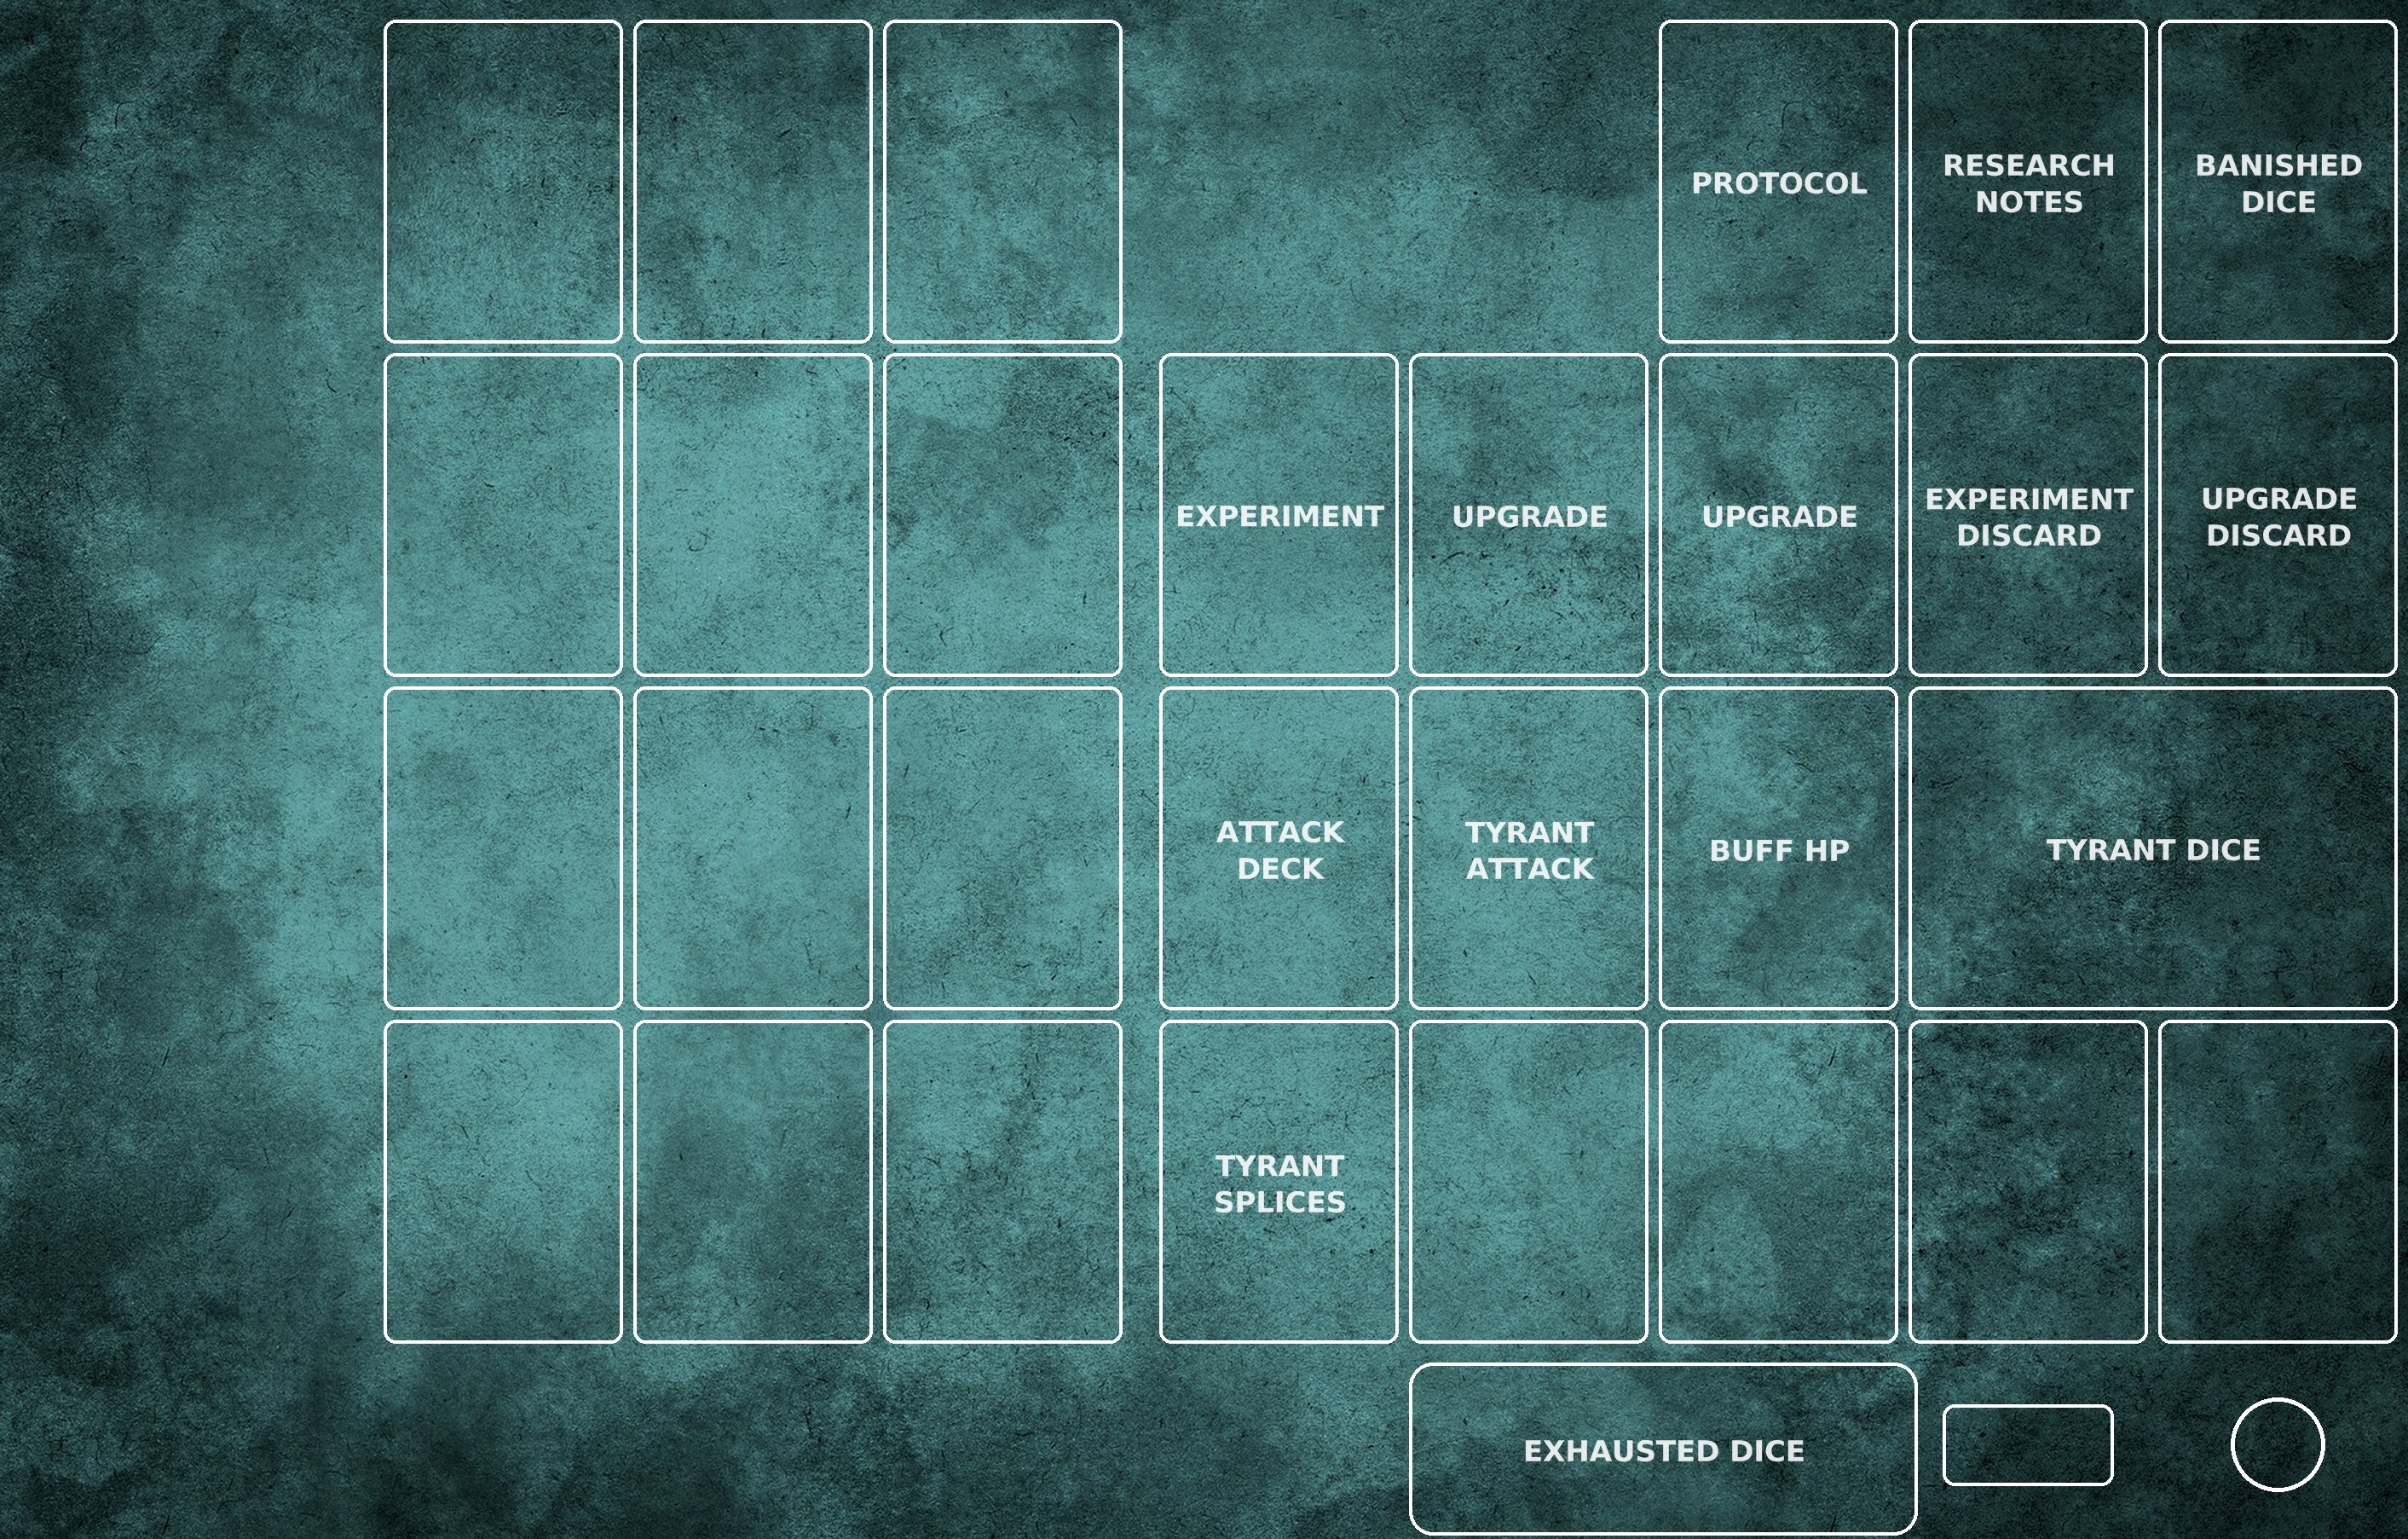 PROTOCOL
RESEARCH
NOTES
BANISHED
DICE
EXPERIMENT
UPGRADE
UPGRADE
EXPERIMENT
DISCARD
UPGRADE
DISCARD
ATTACK
DECK
TYRANT
ATTACK
BUFF HP
TYRANT DICE
TYRANT
SPLICES
EXHAUSTED DICE